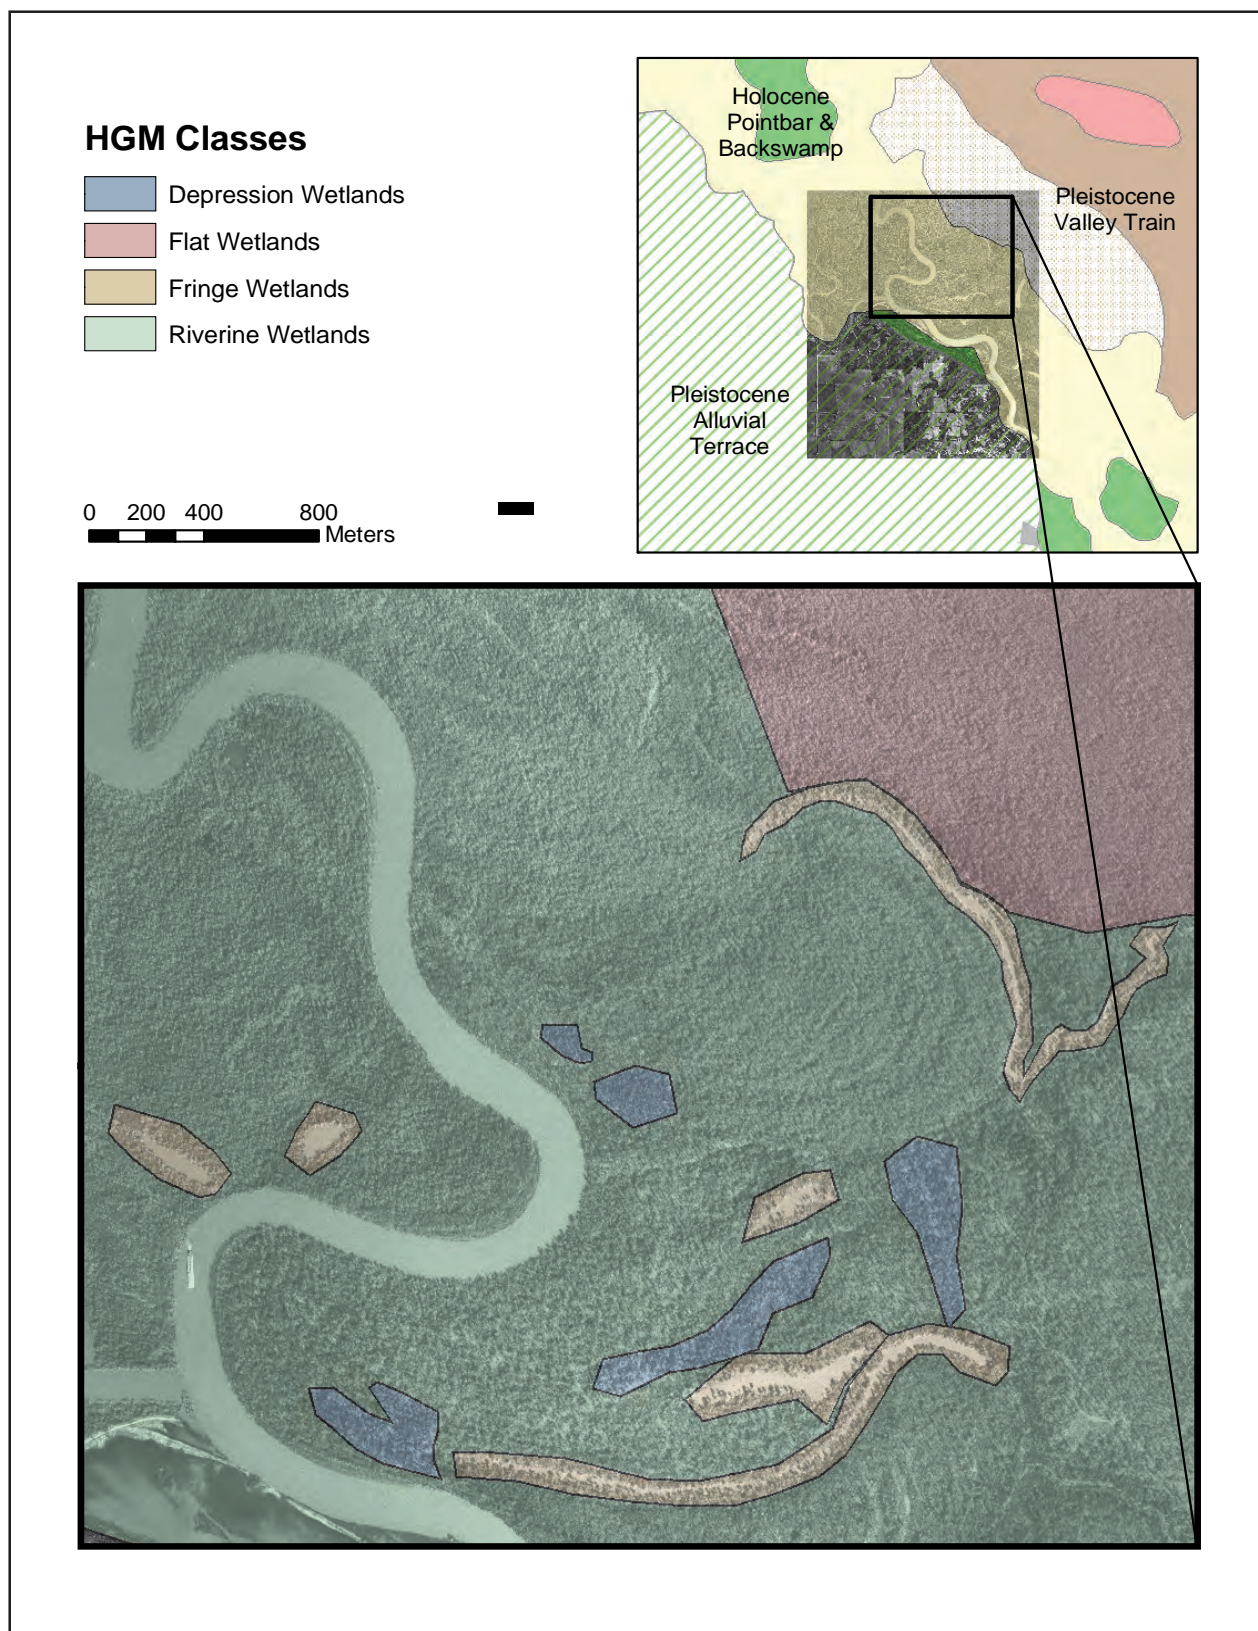 HGM Classes
Depression Wetlands
Flat Wetlands
Fringe Wetlands
Riverine Wetlands
0 200 400 800
Meters
Holocene
Pointbar &
Backswamp
Pleistocene
Valley Train
Pleistocene
Alluvial
Terrace